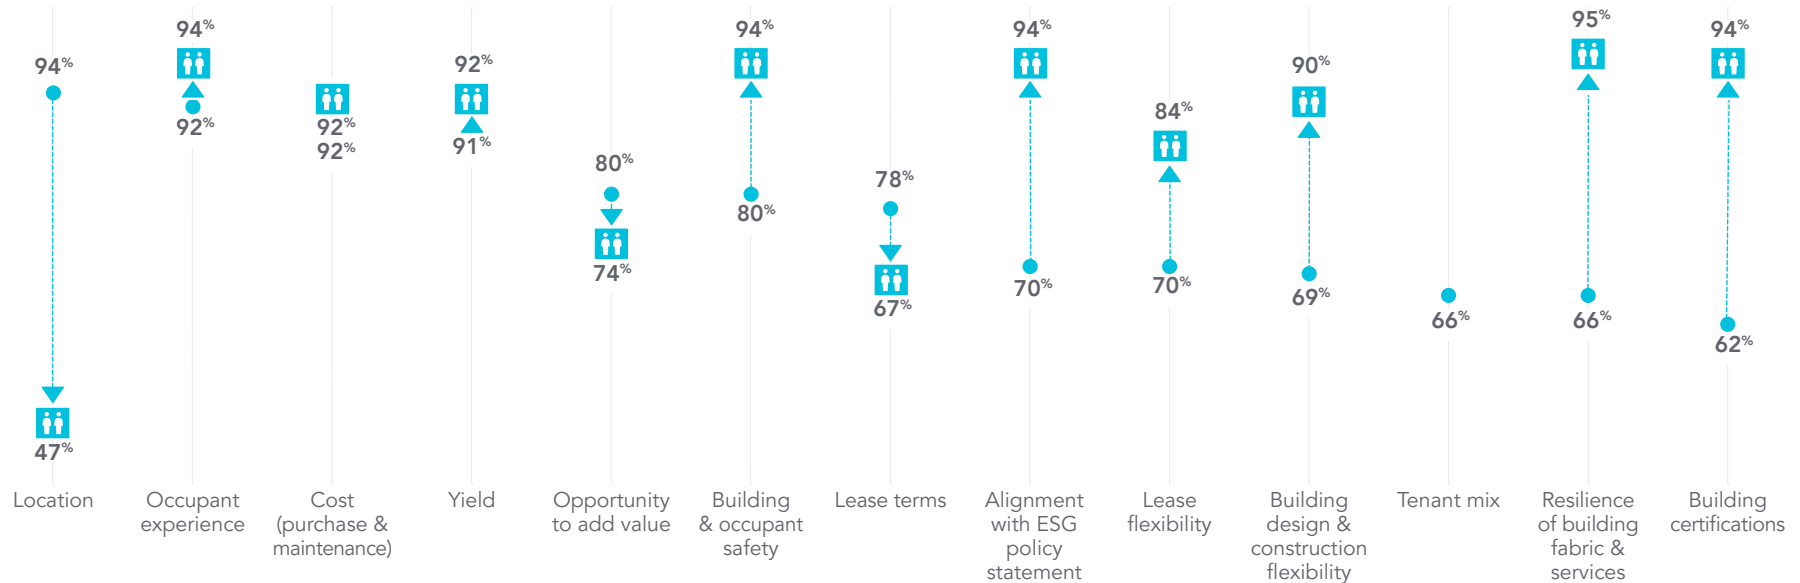 94%
47%
Location
94%
92%
Occupant
experience
92%
92%
Cost
(purchase &
maintenance)
92%
91%
Yield
80%
74%
Opportunity
to add value
94%
80%
Building
& occupant
safety
78%
67%
Lease terms
94%
70%
Alignment
with ESG
policy
statement
84%
70%
Lease
flexibility
90%
69%
Building
design &
construction
flexibility
66%
Tenant mix
95%
66%
Resilience
of building
fabric &
services
94%
62%
Building
certifications